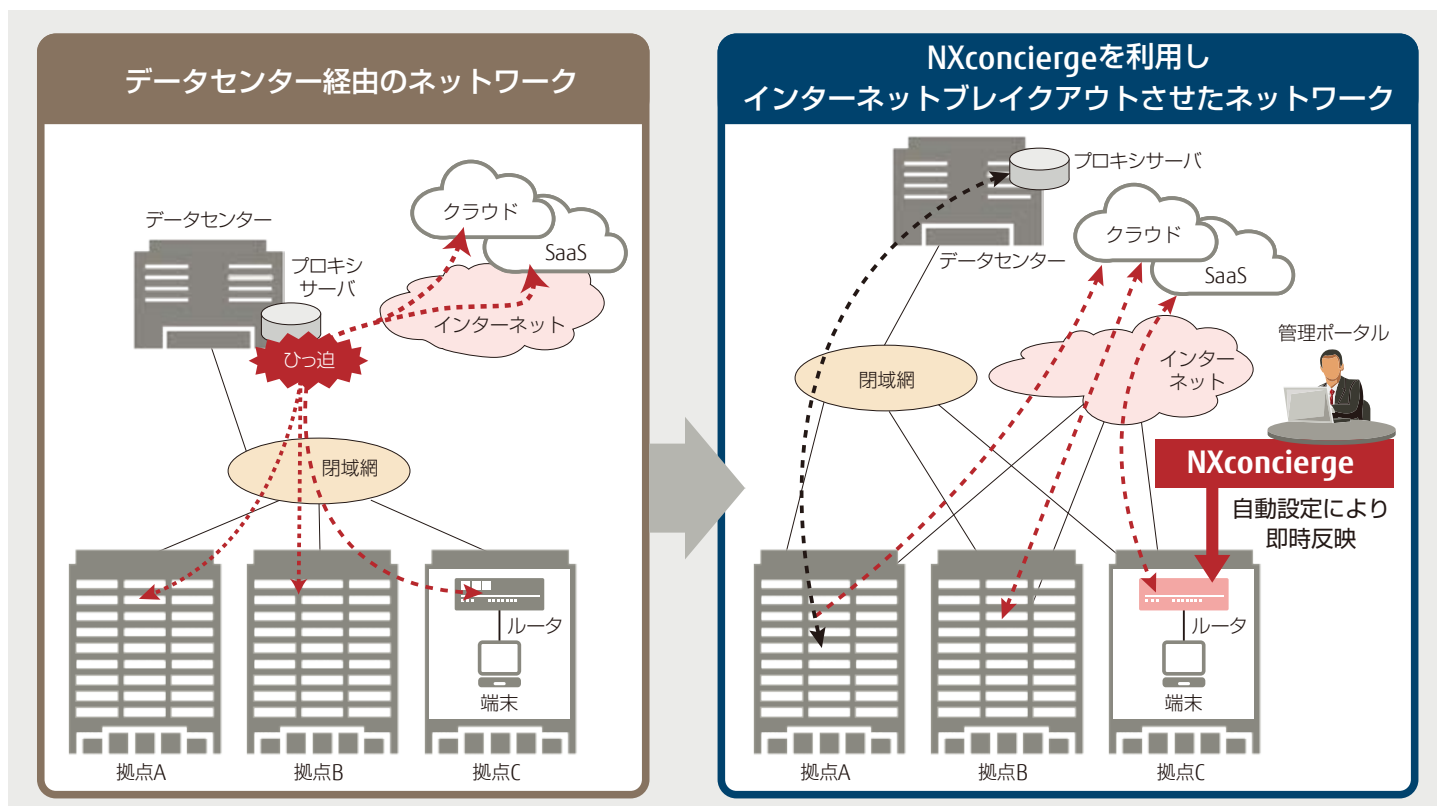 データセンター経由のネットワーク
データセンター
プロキシ
サーバ
クラウド
SaaS
インターネット
ひっ迫
閉域網
ルータ
端末
拠点A
拠点B
拠点C
NXconciergeを利用し
インターネットブレイクアウトさせたネットワーク
プロキシサーバ
データセンター
クラウド
SaaS
閉域網
インター
ネット
管理ポータル
NXconcierge
自動設定により
即時反映
ルータ
端末
拠点A
拠点B
拠点C